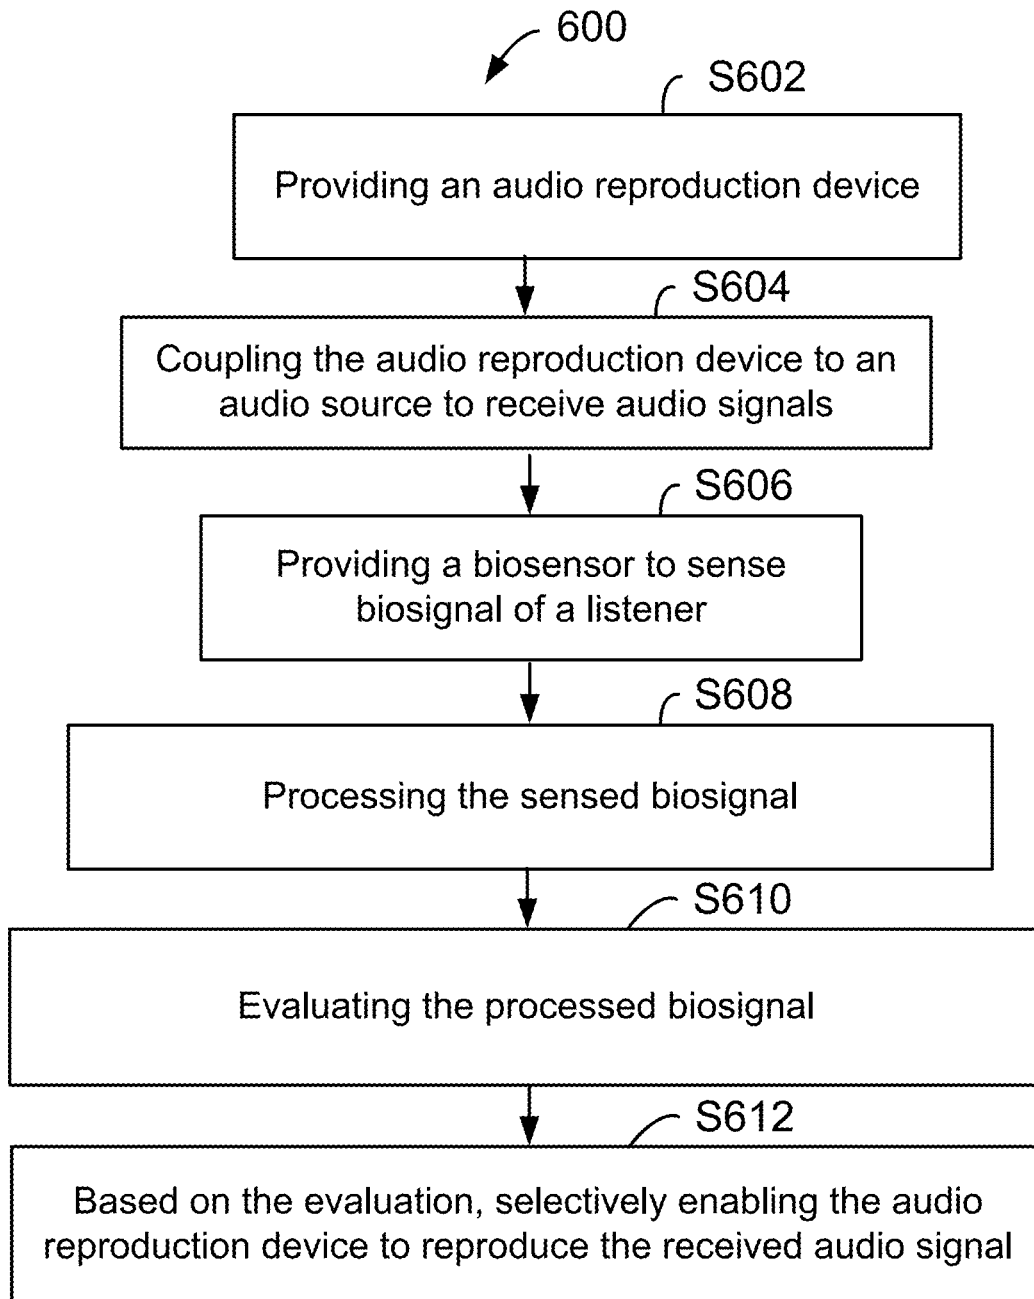 600
S602
Providing an audio reproduction device
S604
Coupling the audio reproduction device to an
audio source to receive audio signals
S606
Providing a biosensor to sense
biosignal of a listener
S608
Processing the sensed biosignal
S610
Evaluating the processed biosignal
S612
Based on the evaluation, selectively enabling the audio
reproduction device to reproduce the received audio signal